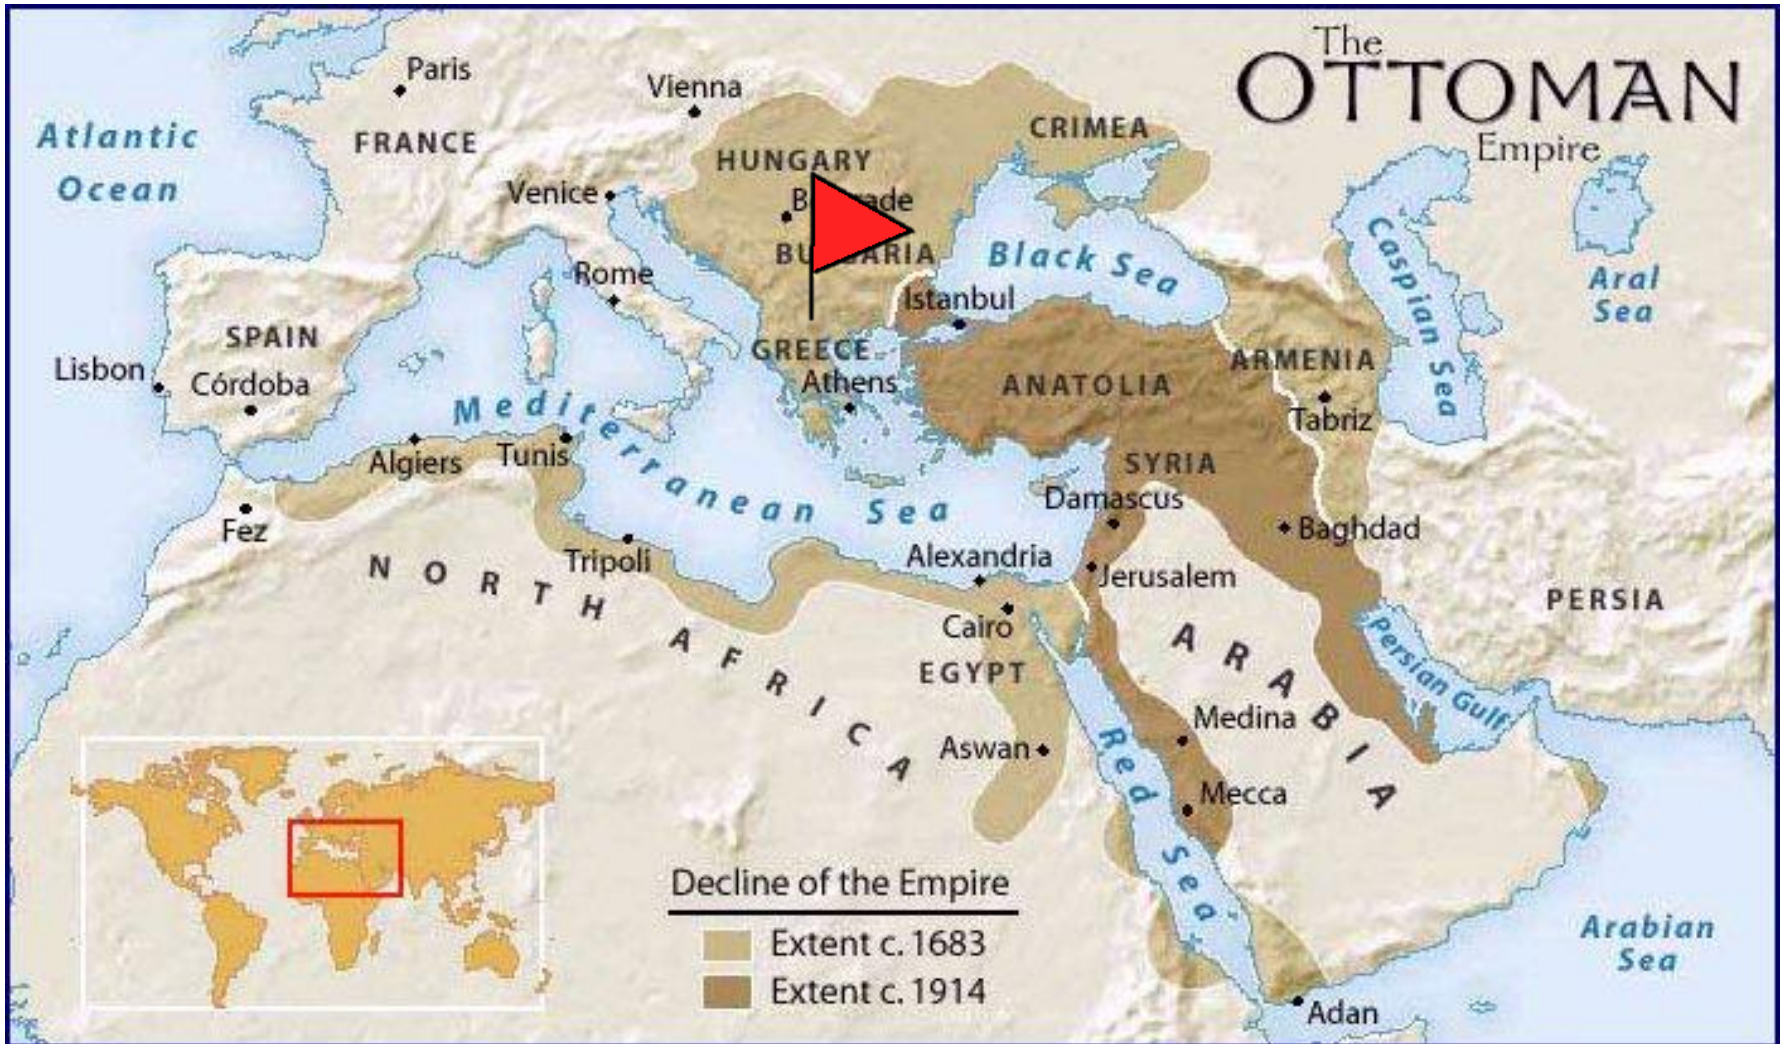 The
OTTOMAN
Empire
Paris
Vienna
Atlantic
Ocean
FRANCE
CRIMEA
HUNGARY
Venice
Black Sea
Caspian Sea
Aral
Sea
Rome
Istanbul
SPAIN
GREECE
ARMENIA
Lisbon
Córdoba
Athens
ANATOLIA
Tabriz
Mediterranean Sea
Algiers
Tunis
SYRIA
Damascus
Fez
Baghdad
Tripoli
Alexandria
Jerusalem
NORTH AFRICA
PERSIA
Cairo
ARABIA
Persian Gulf
EGYPT
Medina
Aswan
Red Sea
Mecca
Decline of the Empire
Extent c. 1683
Extent c. 1914
Arabian
Sea
Adan